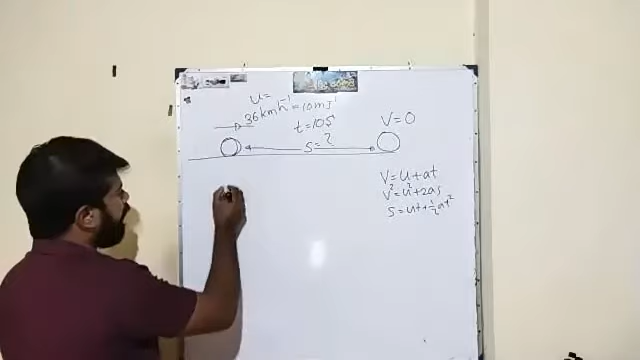 u=
36kmh⁻¹=10ms⁻¹
t=10s
V=0
S=?
V=u+at
V²=u²+2as
S=ut+½at²